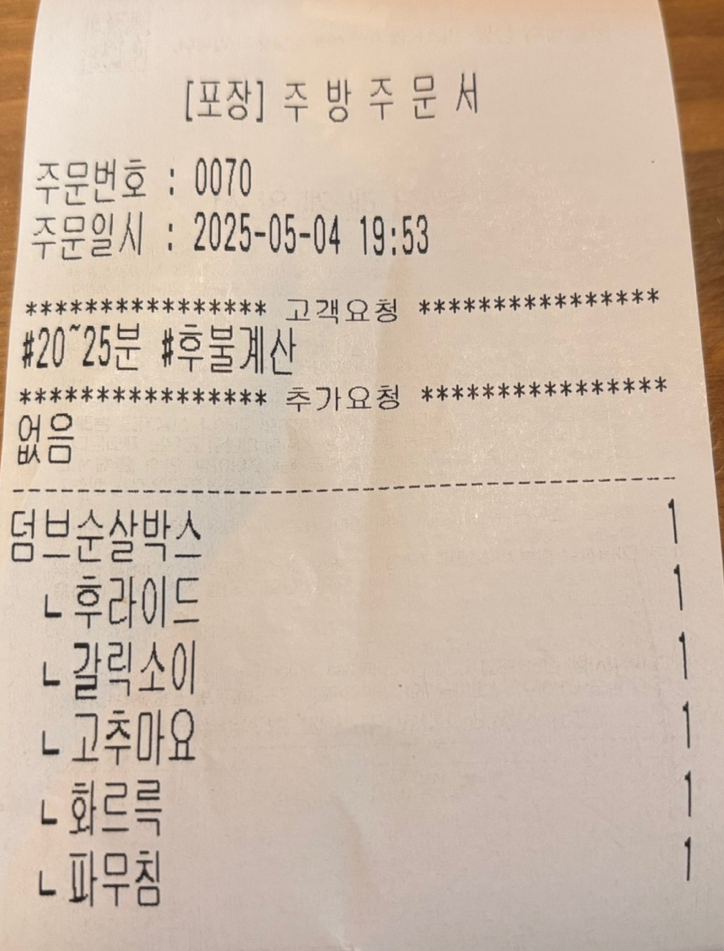 [포장] 주 방 주 문 서
주문번호 : 0070
주문일시 : 2025-05-04 19:53
**************** 고객요청 ****************
#20~25분 #후불계산
**************** 추가요청 ****************
없음
덤브순살박스 1
ㄴ후라이드 1
ㄴ갈릭소이 1
ㄴ고추마요 1
ㄴ화르륵 1
ㄴ파무침 1